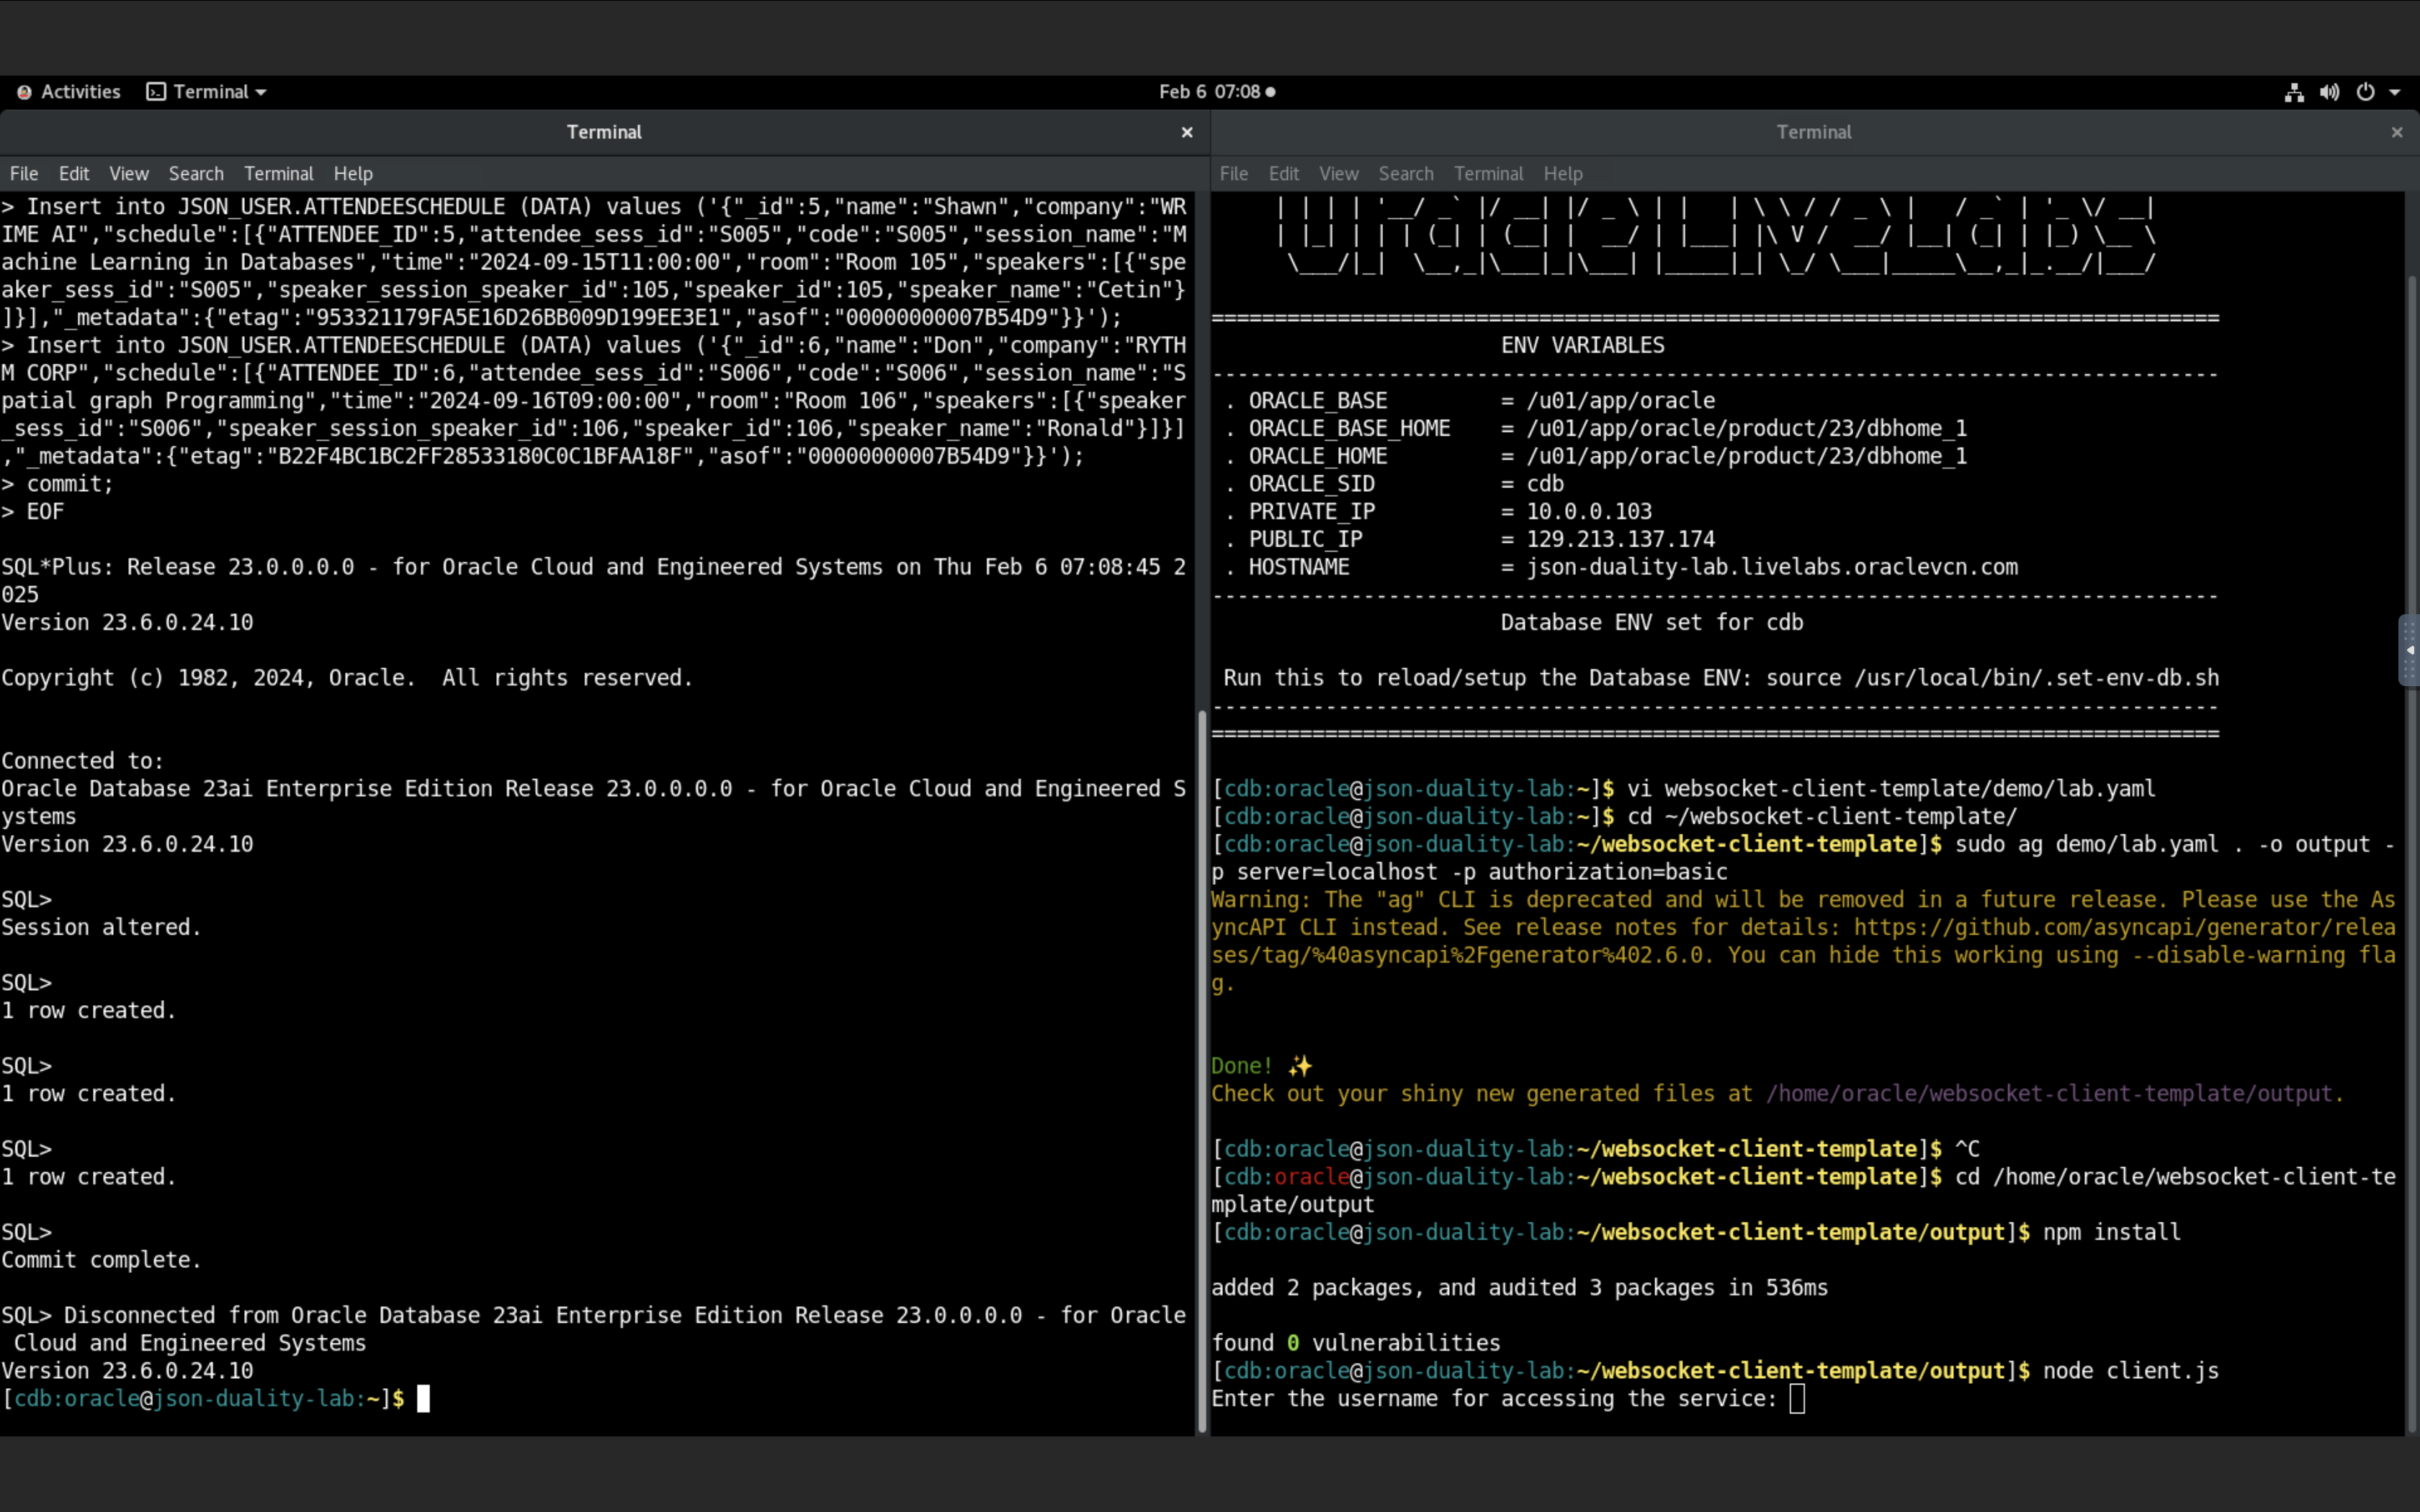 Activities Terminal Feb 6 07:08
Terminal
File Edit View Search Terminal Help
> Insert into JSON_USER.ATTENDEESCHEDULE (DATA) values ('{"_id":5,"name":"Shawn","company":"WR
IME AI","schedule":[{"ATTENDEE_ID":5,"attendee_sess_id":"S005","code":"S005","session_name":"M
achine Learning in Databases","time":"2024-09-15T11:00:00","room":"Room 105","speakers":[{"spe
aker_sess_id":"S005","speaker_session_speaker_id":105,"speaker_id":105,"speaker_name":"Cetin"}
]}],"_metadata":{"etag":"953321179FA5E16D26BB009D199EE3E1","asof":"00000000007B54D9"}}');
> Insert into JSON_USER.ATTENDEESCHEDULE (DATA) values ('{"_id":6,"name":"Don","company":"RYTH
M CORP","schedule":[{"ATTENDEE_ID":6,"attendee_sess_id":"S006","code":"S006","session_name":"S
patial graph Programming","time":"2024-09-16T09:00:00","room":"Room 106","speakers":[{"speaker
_sess_id":"S006","speaker_session_speaker_id":106,"speaker_id":106,"speaker_name":"Ronald"}]}]
,"_metadata":{"etag":"B22F4BC1BC2FF28533180C0C1BFAA18F","asof":"00000000007B54D9"}}');
> commit;
> EOF
SQL*Plus: Release 23.0.0.0.0 - for Oracle Cloud and Engineered Systems on Thu Feb 6 07:08:45 2
025
Version 23.6.0.24.10
Copyright (c) 1982, 2024, Oracle.  All rights reserved.
Connected to:
Oracle Database 23ai Enterprise Edition Release 23.0.0.0.0 - for Oracle Cloud and Engineered S
ystems
Version 23.6.0.24.10
SQL>
Session altered.
SQL>
1 row created.
SQL>
1 row created.
SQL>
1 row created.
SQL>
Commit complete.
SQL> Disconnected from Oracle Database 23ai Enterprise Edition Release 23.0.0.0.0 - for Oracle
 Cloud and Engineered Systems
Version 23.6.0.24.10
[cdb:oracle@json-duality-lab:~]$
Terminal
File Edit View Search Terminal Help
Oracle LiveLabs
================================================================================
ENV VARIABLES
--------------------------------------------------------------------------------
. ORACLE_BASE         = /u01/app/oracle
. ORACLE_BASE_HOME    = /u01/app/oracle/product/23/dbhome_1
. ORACLE_HOME         = /u01/app/oracle/product/23/dbhome_1
. ORACLE_SID          = cdb
. PRIVATE_IP          = 10.0.0.103
. PUBLIC_IP           = 129.213.137.174
. HOSTNAME            = json-duality-lab.livelabs.oraclevcn.com
--------------------------------------------------------------------------------
Database ENV set for cdb
Run this to reload/setup the Database ENV: source /usr/local/bin/.set-env-db.sh
--------------------------------------------------------------------------------
================================================================================
[cdb:oracle@json-duality-lab:~]$ vi websocket-client-template/demo/lab.yaml
[cdb:oracle@json-duality-lab:~]$ cd ~/websocket-client-template/
[cdb:oracle@json-duality-lab:~/websocket-client-template]$ sudo ag demo/lab.yaml . -o output -
p server=localhost -p authorization=basic
Warning: The "ag" CLI is deprecated and will be removed in a future release. Please use the As
yncAPI CLI instead. See release notes for details: https://github.com/asyncapi/generator/relea
ses/tag/%40asyncapi%2Fgenerator%402.6.0. You can hide this working using --disable-warning fla
g.
Done! ✨
Check out your shiny new generated files at /home/oracle/websocket-client-template/output.
[cdb:oracle@json-duality-lab:~/websocket-client-template]$ ^C
[cdb:oracle@json-duality-lab:~/websocket-client-template]$ cd /home/oracle/websocket-client-te
mplate/output
[cdb:oracle@json-duality-lab:~/websocket-client-template/output]$ npm install
added 2 packages, and audited 3 packages in 536ms
found 0 vulnerabilities
[cdb:oracle@json-duality-lab:~/websocket-client-template/output]$ node client.js
Enter the username for accessing the service: